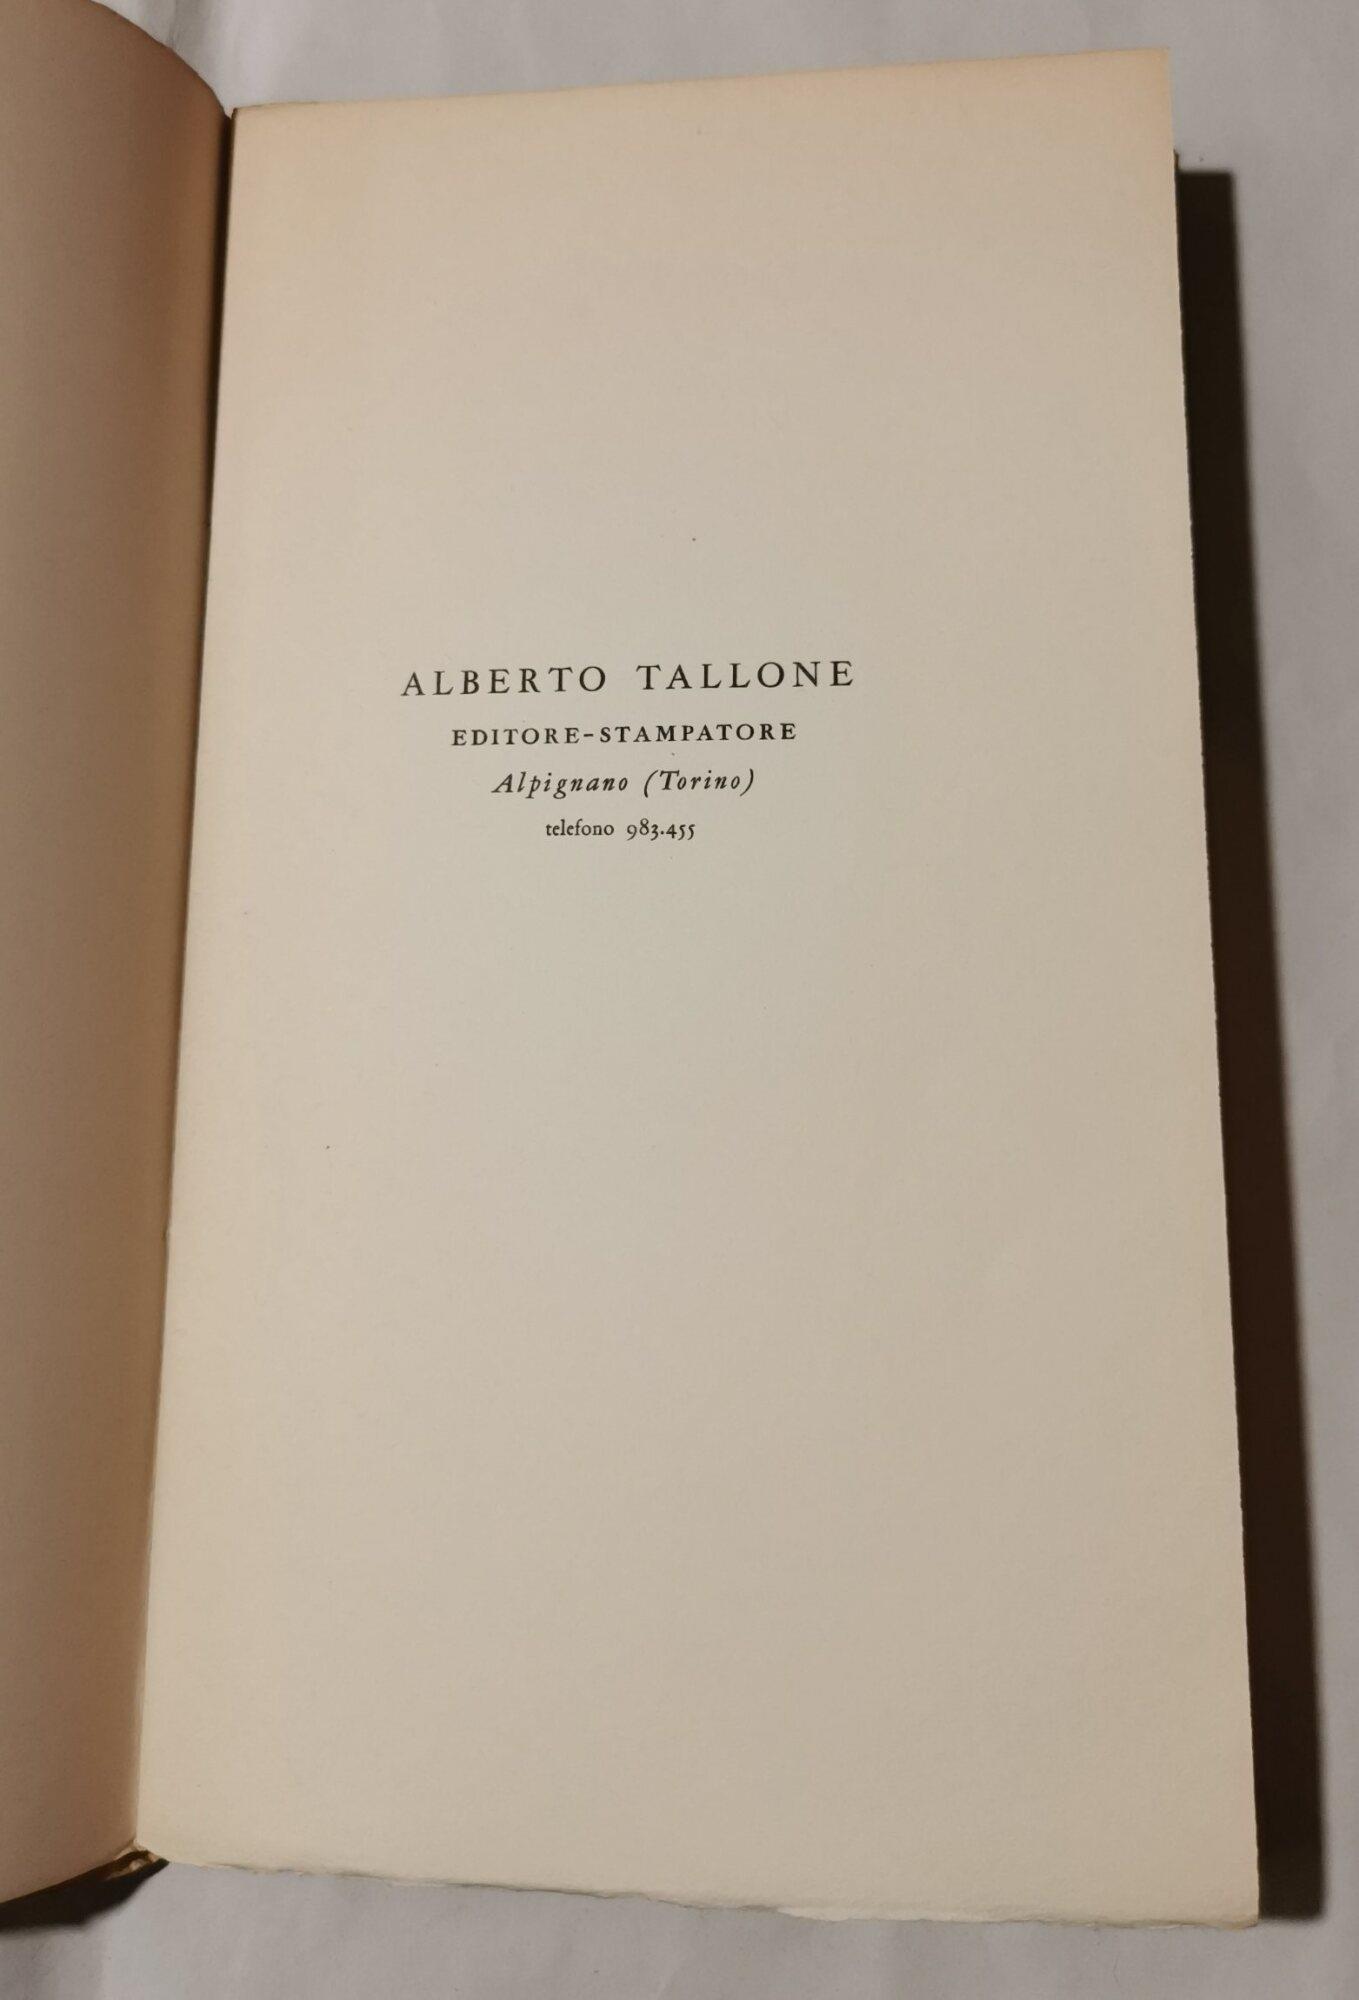 ALBERTO TALLONE
EDITORE-STAMPATORE
Alpignano (Torino)
telefono 983.455